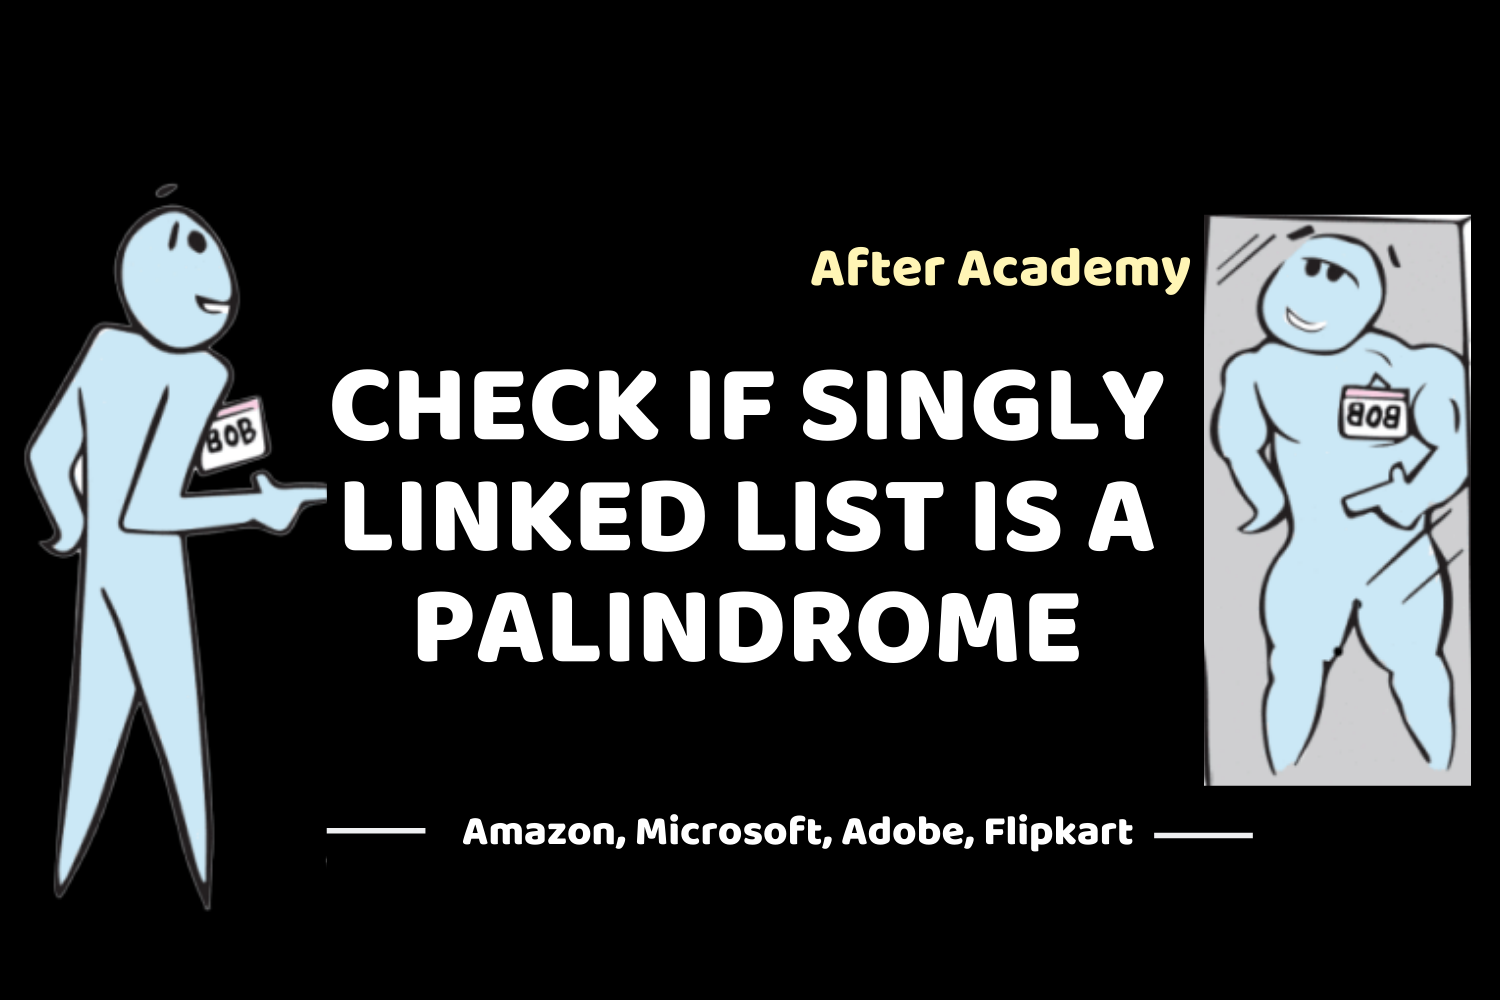 After Academy
CHECK IF SINGLY
LINKED LIST IS A
PALINDROME
BOB
BOB
Amazon, Microsoft, Adobe, Flipkart